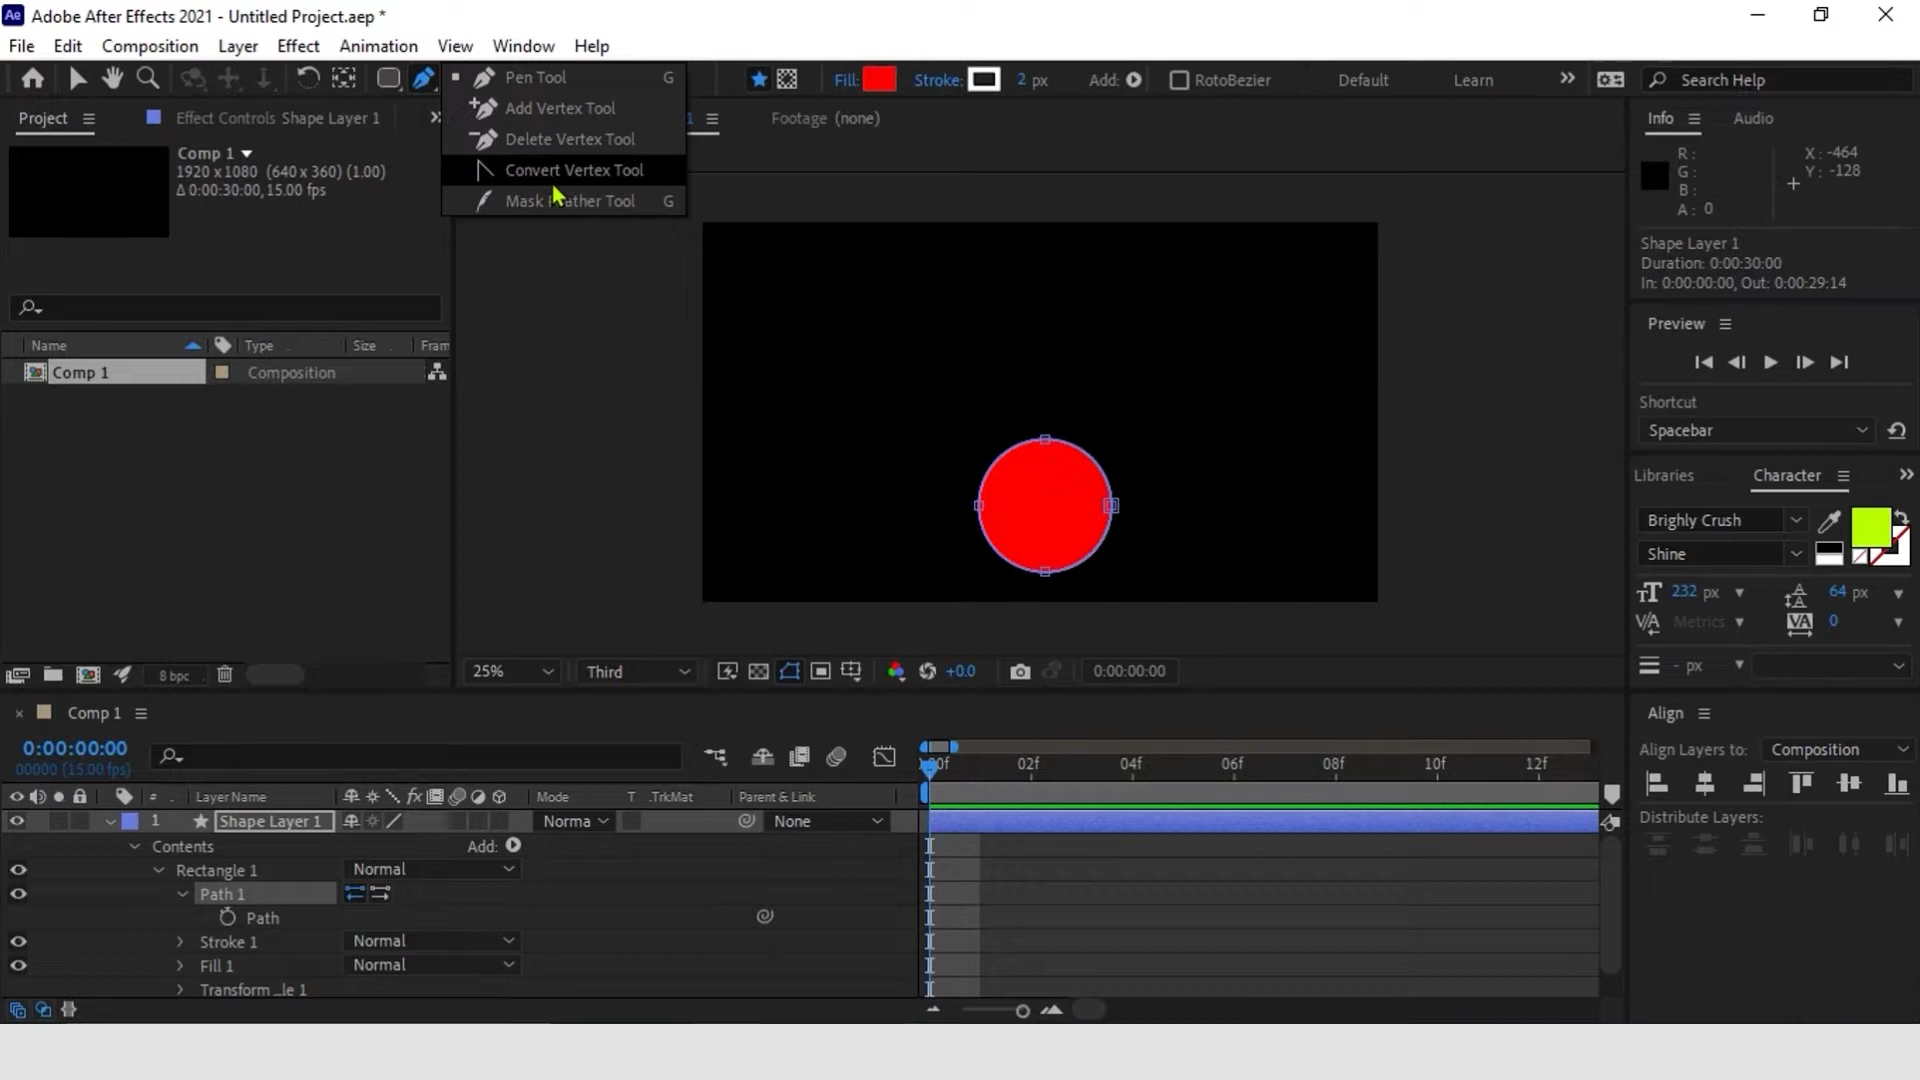 Ae Adobe After Effects 2021 - Untitled Project.aep *
File Edit Composition Layer Effect Animation View Window Help
Pen Tool G
Add Vertex Tool
Delete Vertex Tool
Convert Vertex Tool
Mask Tool G
Fill: Stroke: 2 px Add: RotoBezier Default Learn » Search Help
Project Effect Controls Shape Layer 1 » 1 Footage (none)
Comp 1
1920 x 1080 (640 x 360) (1.00)
Δ 0:00:30:00, 15.00 fps
Name Type Size Fram
Comp 1 Composition
8 bpc
25% Third +0.0 0:00:00:00
Info Audio
R: X: -464
G: Y: -128
B:
A: 0
Shape Layer 1
Duration: 0:00:30:00
In: 0:00:00:00, Out: 0:00:29:14
Preview
Shortcut
Spacebar
Libraries Character »
Brighly Crush
Shine
232 px 64 px
Metrics 0
- px
Align
Align Layers to: Composition
Distribute Layers:
× Comp 1
0:00:00:00
00000 (15.00 fps)
:00f 02f 04f 06f 08f 10f 12f
# Layer Name fx Mode T .TrkMat Parent & Link
1 Shape Layer 1 Norma None
Contents Add:
Rectangle 1 Normal
Path 1
Path
Stroke 1 Normal
Fill 1 Normal
Transform ...le 1